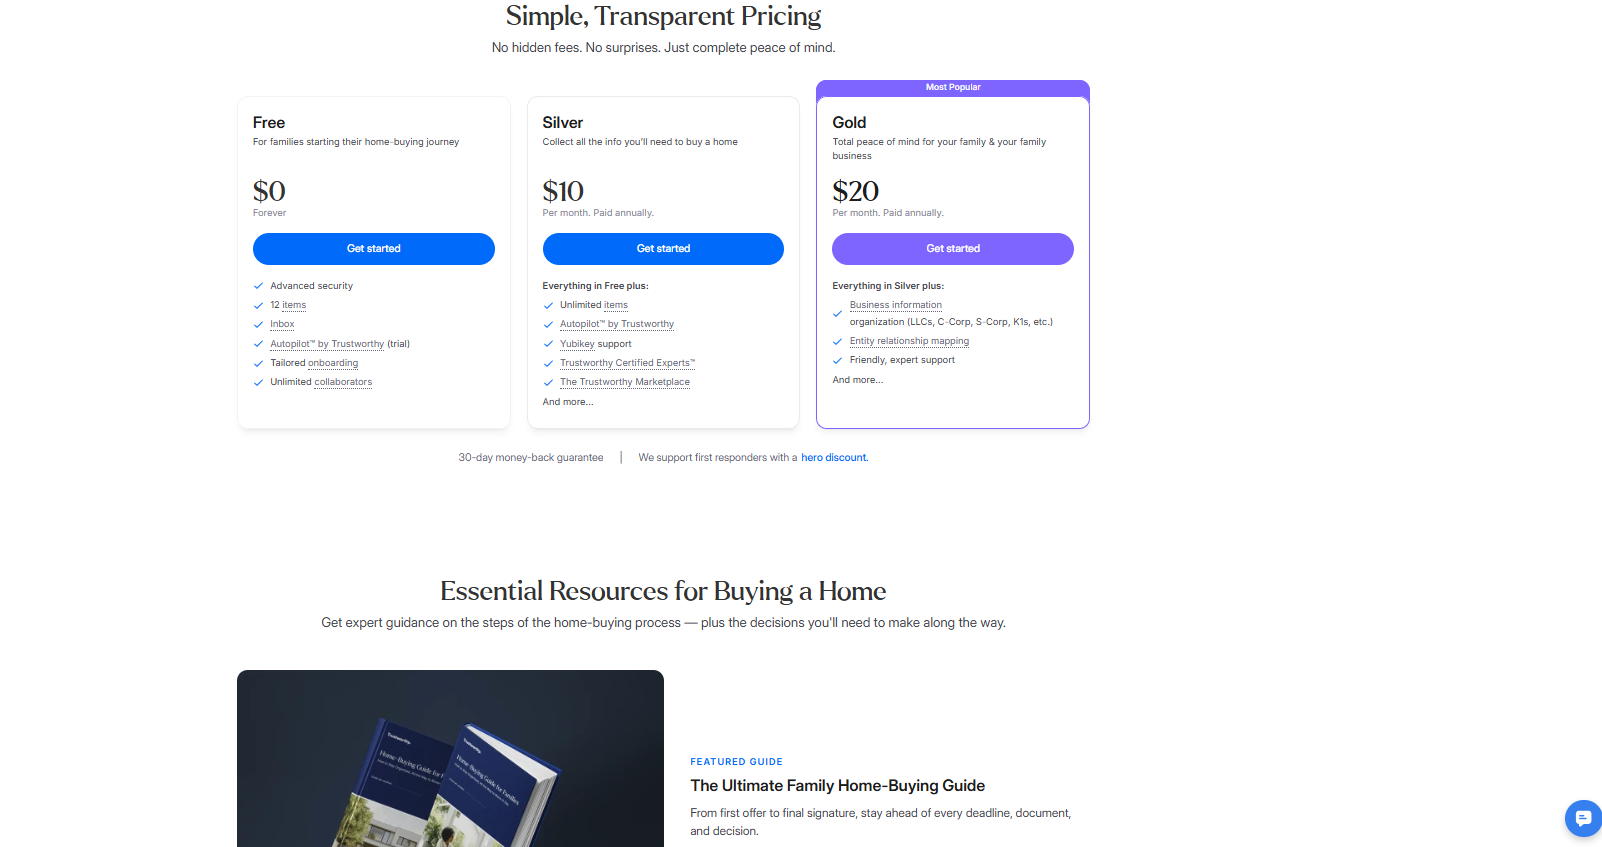 Simple, Transparent Pricing
No hidden fees. No surprises. Just complete peace of mind.
Free
For families starting their home-buying journey
$0
Forever
Get started
Advanced security
12 items
Inbox
Autopilot™ by Trustworthy (trial)
Tailored onboarding
Unlimited collaborators
Silver
Collect all the info you'll need to buy a home
$10
Per month. Paid annually.
Get started
Everything in Free plus:
Unlimited items
Autopilot™ by Trustworthy
Yubikey support
Trustworthy Certified Experts™
The Trustworthy Marketplace
And more...
Most Popular
Gold
Total peace of mind for your family & your family
business
$20
Per month. Paid annually.
Get started
Everything in Silver plus:
Business information
organization (LLCs, C-Corp, S-Corp, K1s, etc.)
Entity relationship mapping
Friendly, expert support
And more...
30-day money-back guarantee | We support first responders with a hero discount.
Essential Resources for Buying a Home
Get expert guidance on the steps of the home-buying process — plus the decisions you'll need to make along the way.
Trustworthy.
Home-Buying Guide for F
Trustworthy.
Home-Buying Guide for Families
FEATURED GUIDE
The Ultimate Family Home-Buying Guide
From first offer to final signature, stay ahead of every deadline, document,
and decision.